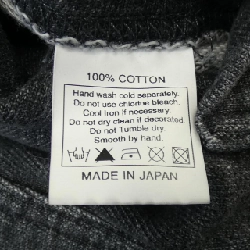 100% COTTON
Hand wash cold separately.
Do not use chlorine bleach.
Cool iron if necessary.
Do not dry clean if decorated.
Do not Tumble dry.
Smooth by hand.
MADE IN JAPAN